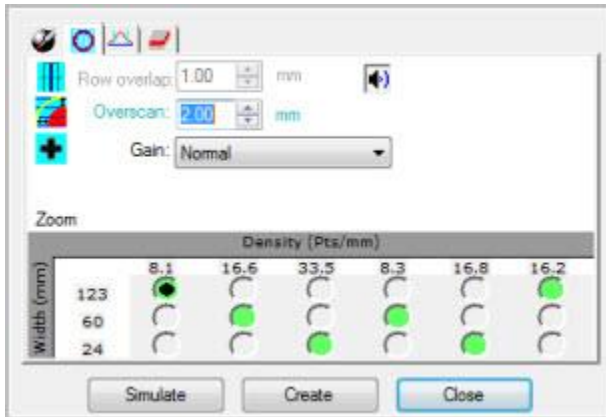 Row overlap: 1.00 mm
Overscan: 2.00 mm
Gain: Normal
Zoom
Density (Pts/mm)
8.1 16.6 33.5 8.3 16.8 16.2
Width (mm)
123
60
24
Simulate Create Close